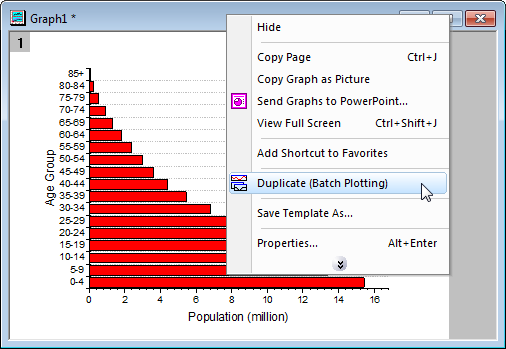 Graph1 *
1
Hide
Copy Page Ctrl+J
Copy Graph as Picture
Send Graphs to PowerPoint...
View Full Screen Ctrl+Shift+J
Add Shortcut to Favorites
Duplicate (Batch Plotting)
Save Template As...
Properties... Alt+Enter
Age Group
85+
80-84
75-79
70-74
65-69
60-64
55-59
50-54
45-49
40-44
35-39
30-34
25-29
20-24
15-19
10-14
5-9
0-4
0 2 4 6 8 10 12 14 16
Population (million)